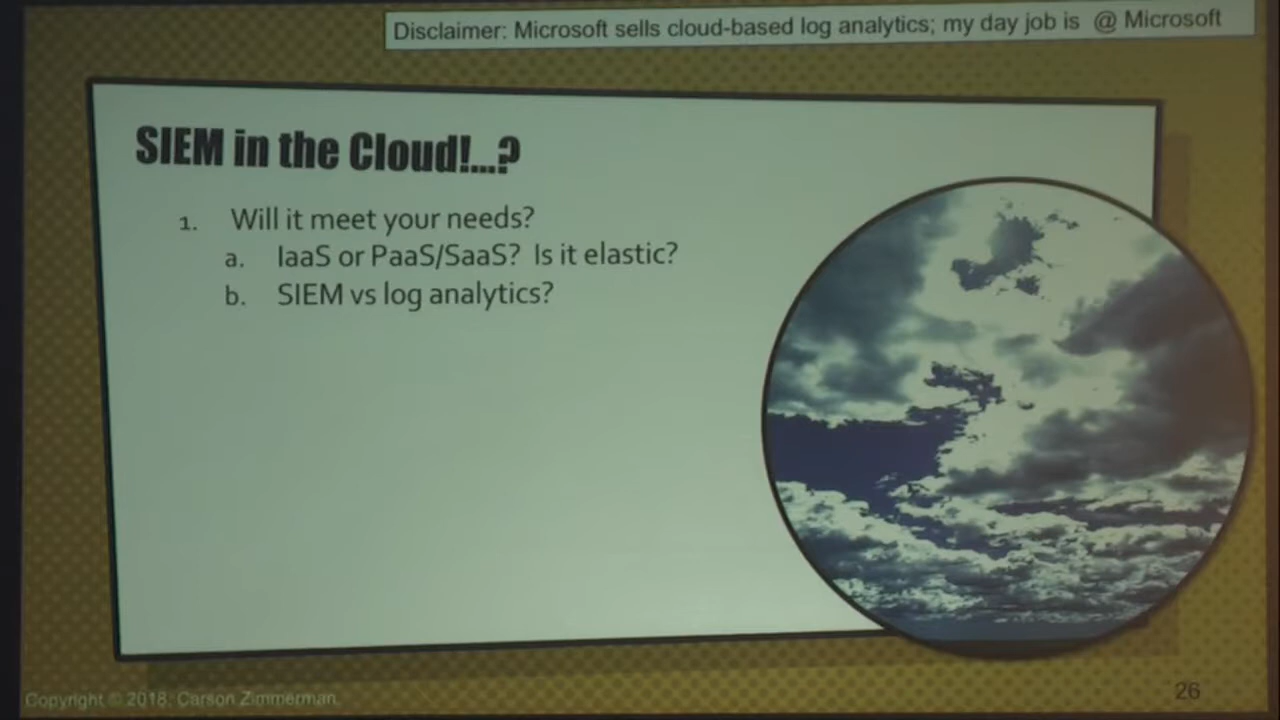 Disclaimer: Microsoft sells cloud-based log analytics; my day job is @ Microsoft
SIEM in the Cloud!...?
1. Will it meet your needs?
a. IaaS or PaaS/SaaS? Is it elastic?
b. SIEM vs log analytics?
Copyright © 2018, Carson Zimmerman
26